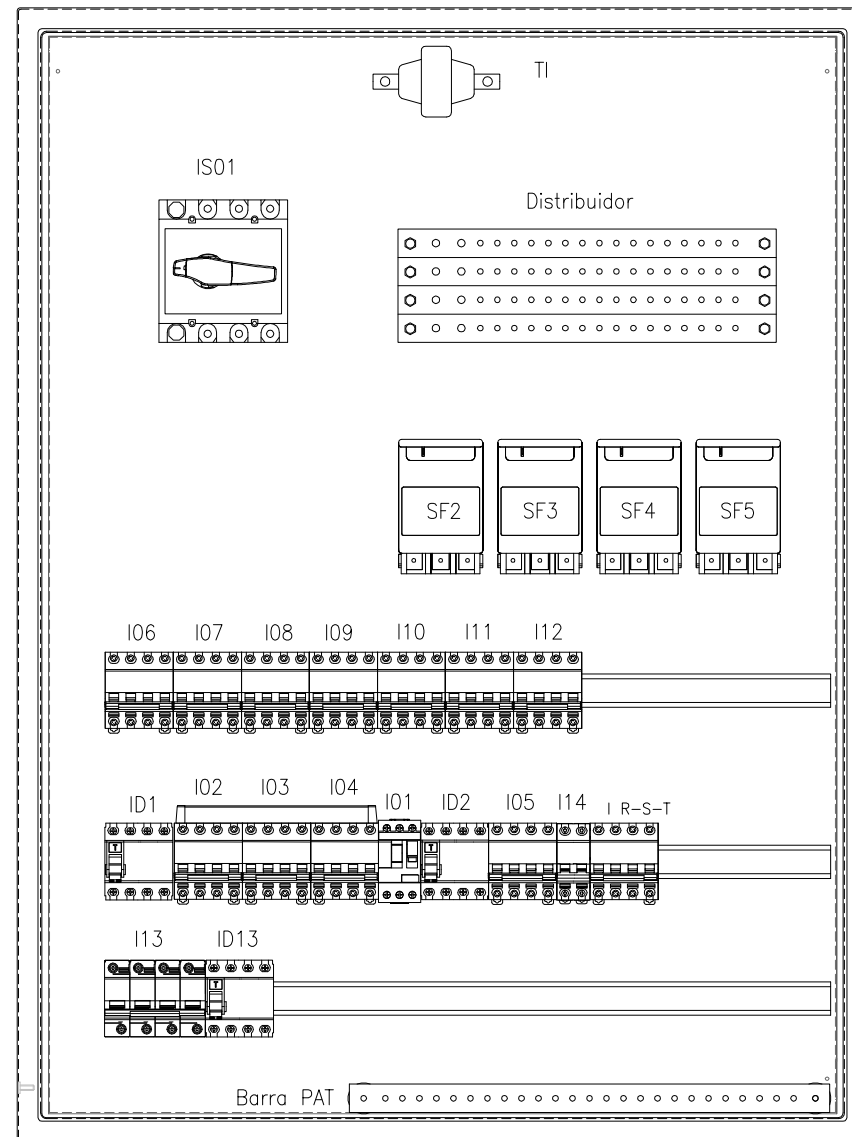 TI
IS01
Distribuidor
SF2 SF3 SF4 SF5
I06 I07 I08 I09 I10 I11 I12
ID1 I02 I03 I04 I01 ID2 I05 I14 I R-S-T
T T
I13 ID13
T
Barra PAT